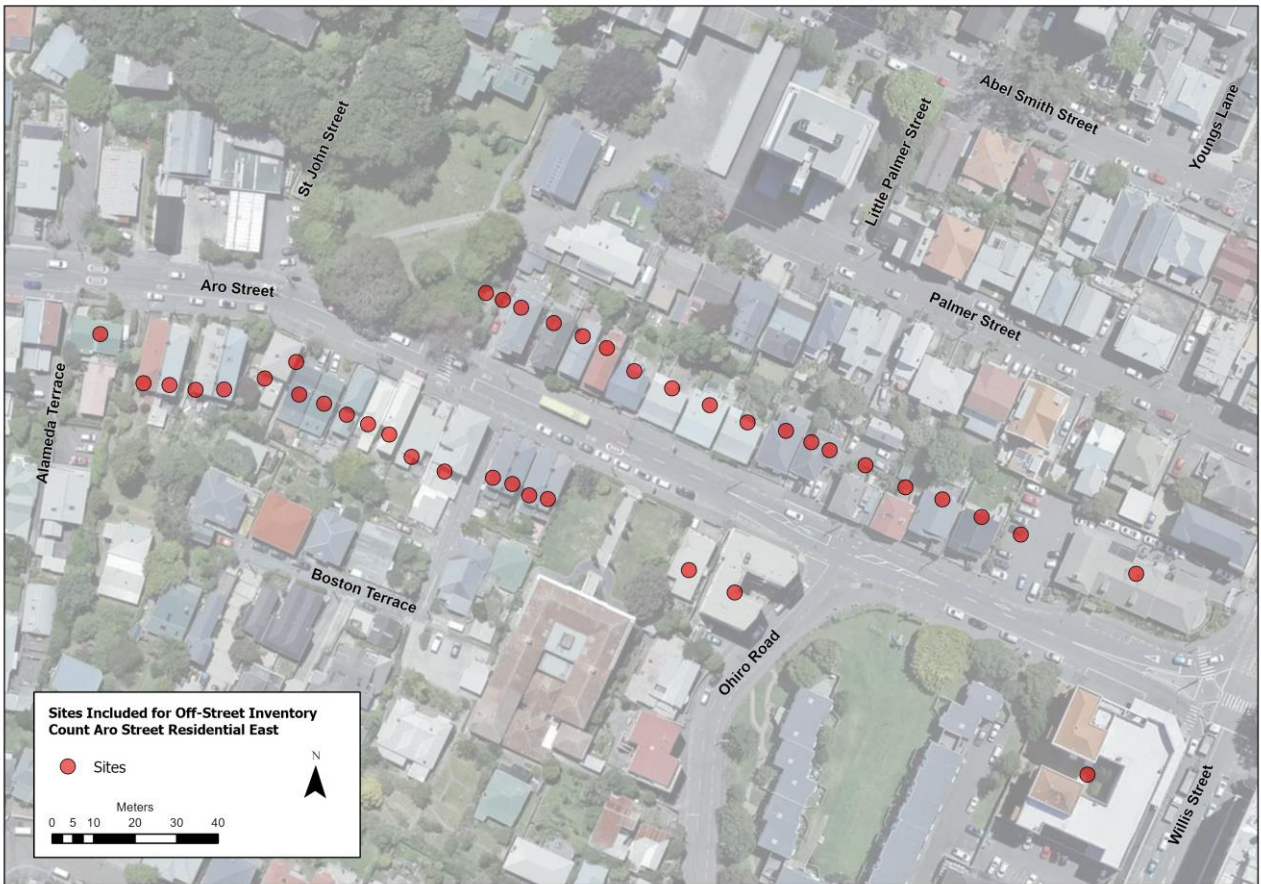 Abel Smith Street
Youngs Lane
St John Street
Little Palmer Street
Aro Street
Palmer Street
Alameda Terrace
Boston Terrace
Ohiro Road
Willis Street
Sites Included for Off-Street Inventory
Count Aro Street Residential East
Sites
N
Meters
0 5 10 20 30 40